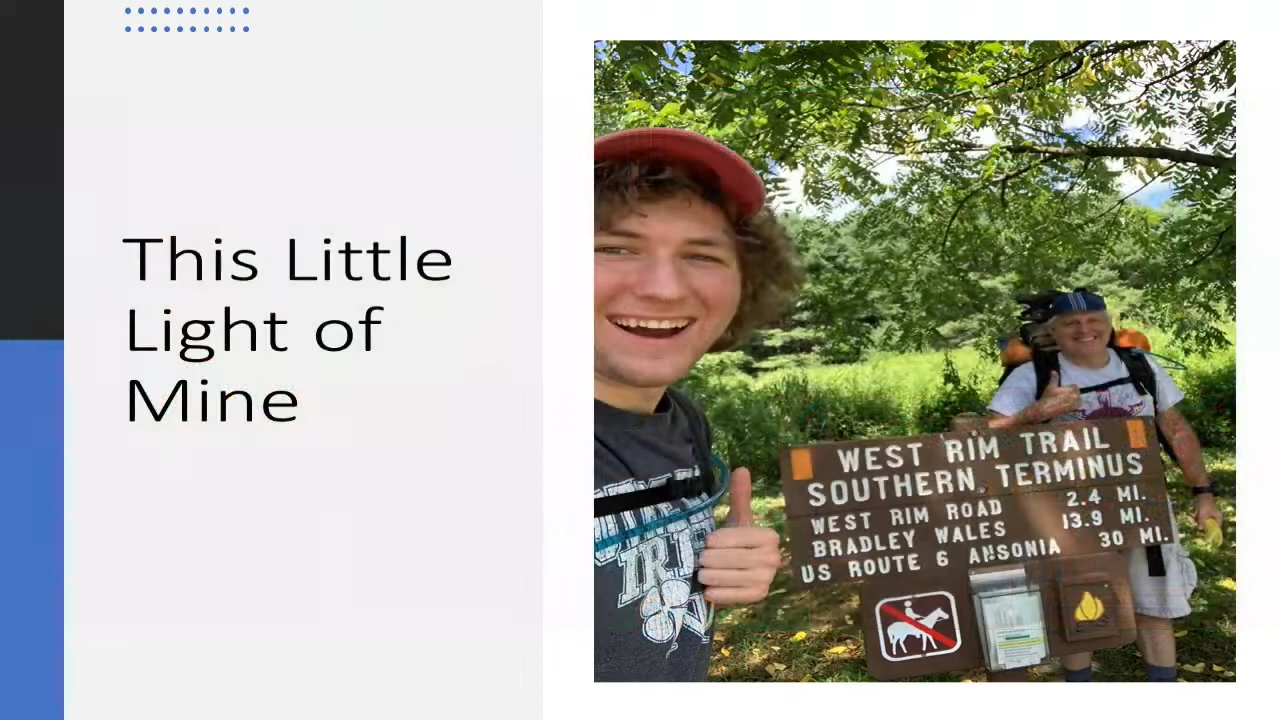 This Little
Light of
Mine
WEST RIM TRAIL
SOUTHERN TERMINUS
WEST RIM ROAD 2.4 MI.
BRADLEY WALES 13.9 MI.
US ROUTE 6 ANSONIA 30 MI.